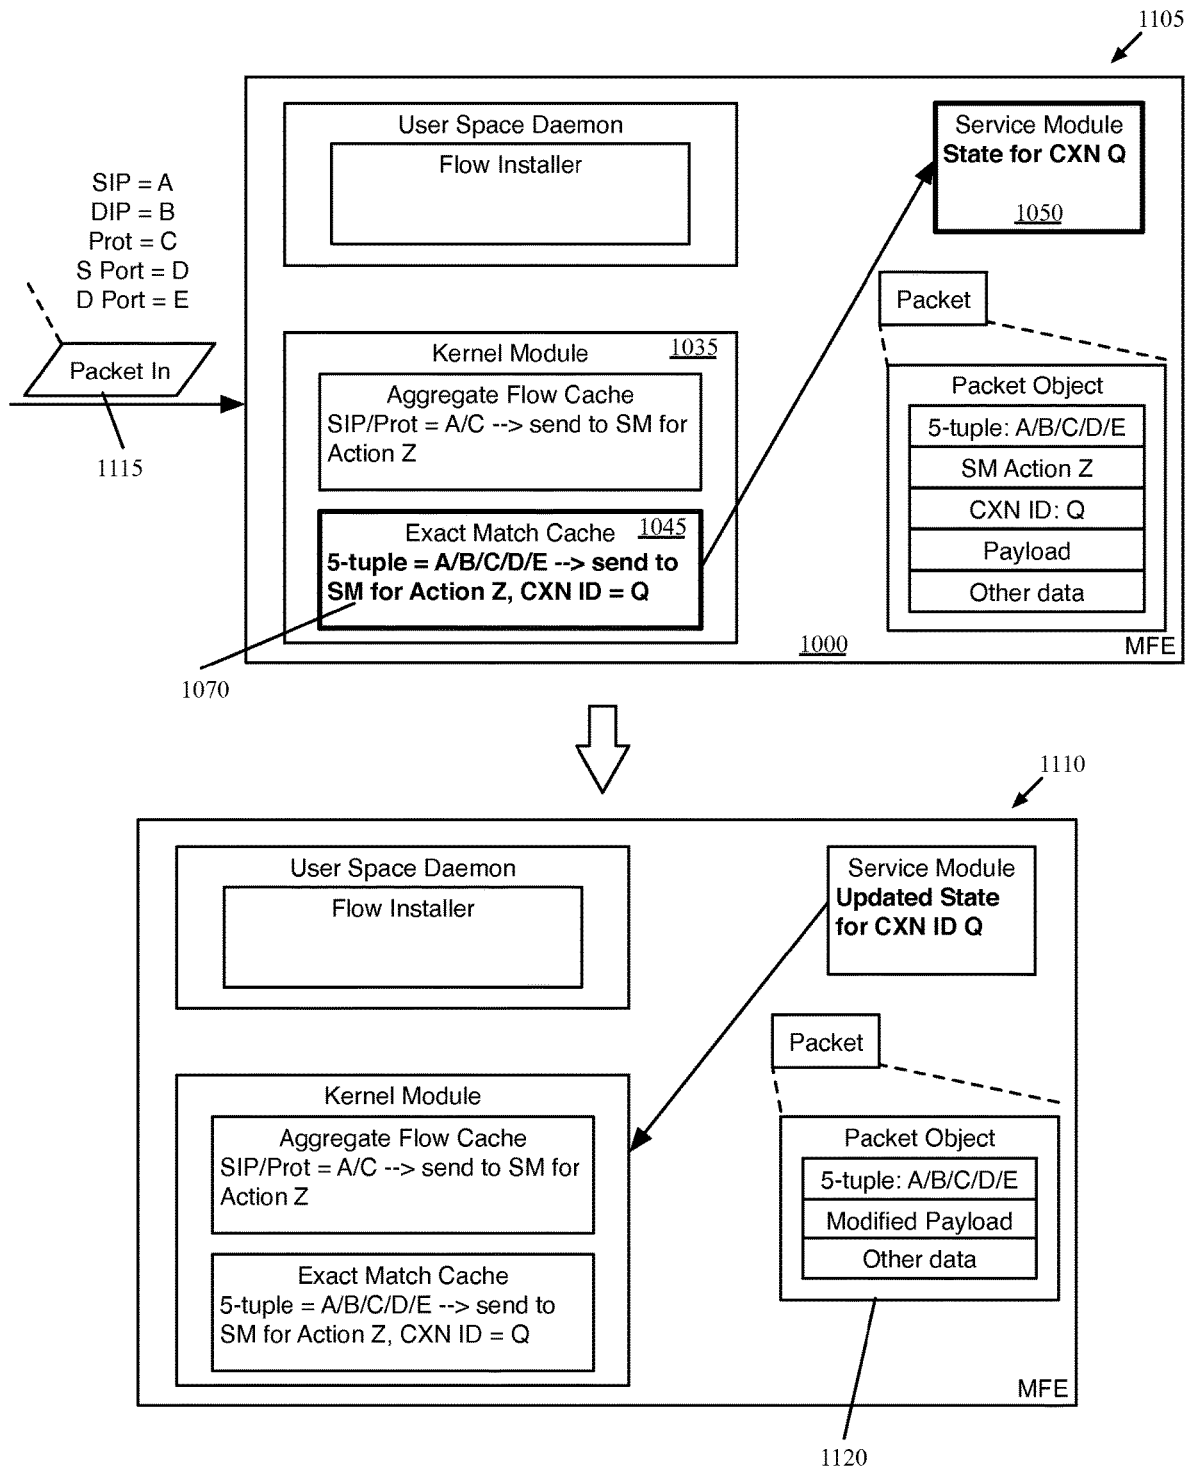 1105
User Space Daemon
Flow Installer
Service Module
State for CXN Q
1050
SIP = A
DIP = B
Prot = C
S Port = D
D Port = E
Packet In
1115
Packet
Kernel Module
1035
Aggregate Flow Cache
SIP/Prot = A/C --> send to SM for
Action Z
Exact Match Cache
1045
5-tuple = A/B/C/D/E --> send to
SM for Action Z, CXN ID = Q
1070
Packet Object
5-tuple: A/B/C/D/E
SM Action Z
CXN ID: Q
Payload
Other data
1000
MFE
1110
User Space Daemon
Flow Installer
Service Module
Updated State
for CXN ID Q
Packet
Kernel Module
Aggregate Flow Cache
SIP/Prot = A/C --> send to SM for
Action Z
Exact Match Cache
5-tuple = A/B/C/D/E --> send to
SM for Action Z, CXN ID = Q
Packet Object
5-tuple: A/B/C/D/E
Modified Payload
Other data
MFE
1120